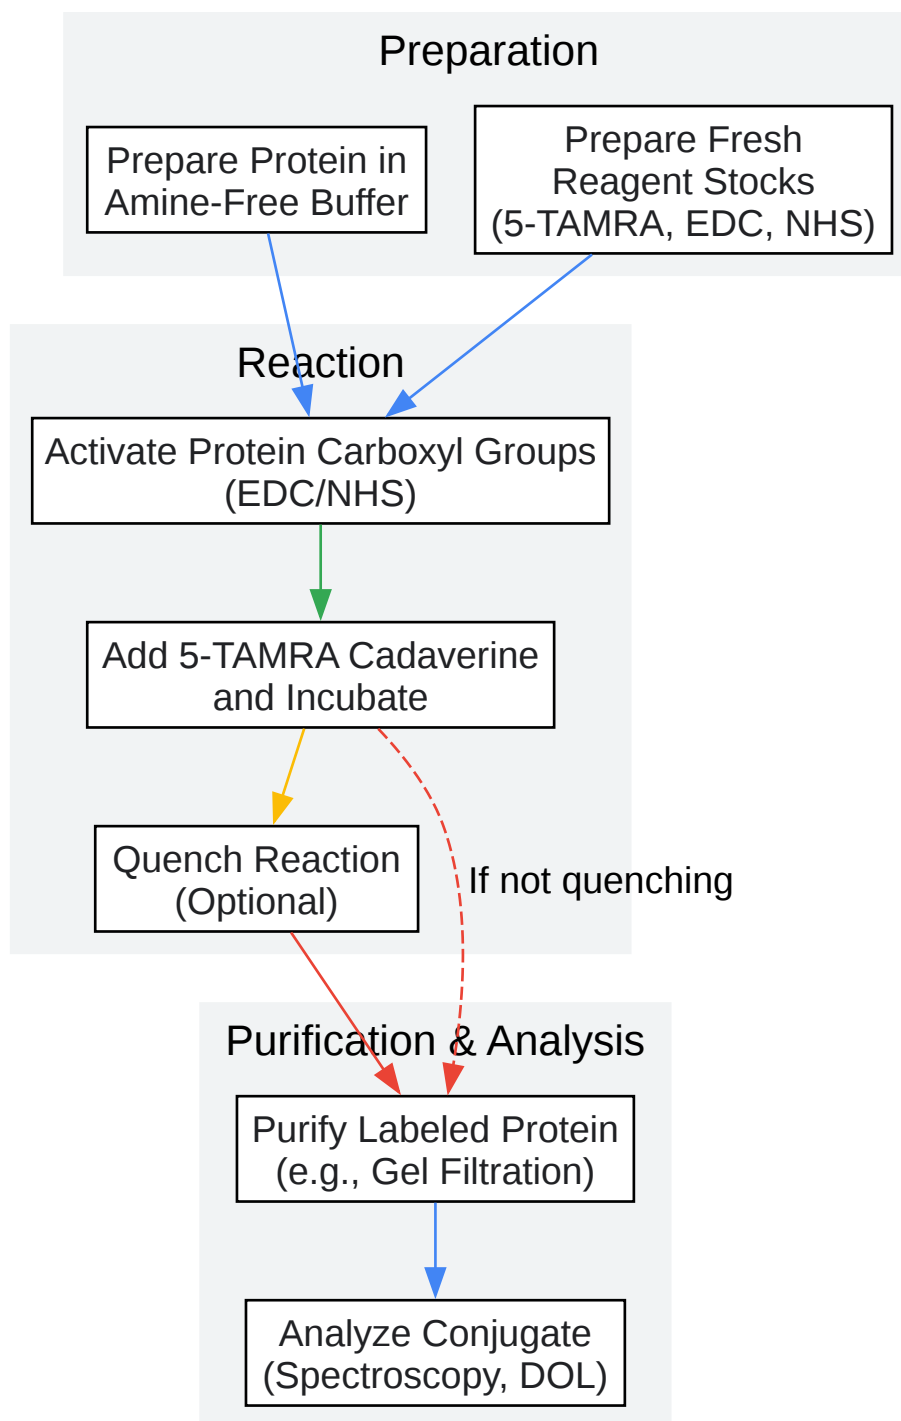 Preparation
Prepare Protein in
Amine-Free Buffer
Prepare Fresh
Reagent Stocks
(5-TAMRA, EDC, NHS)
Reaction
Activate Protein Carboxyl Groups
(EDC/NHS)
Add 5-TAMRA Cadaverine
and Incubate
Quench Reaction
(Optional)
If not quenching
Purification & Analysis
Purify Labeled Protein
(e.g., Gel Filtration)
Analyze Conjugate
(Spectroscopy, DOL)